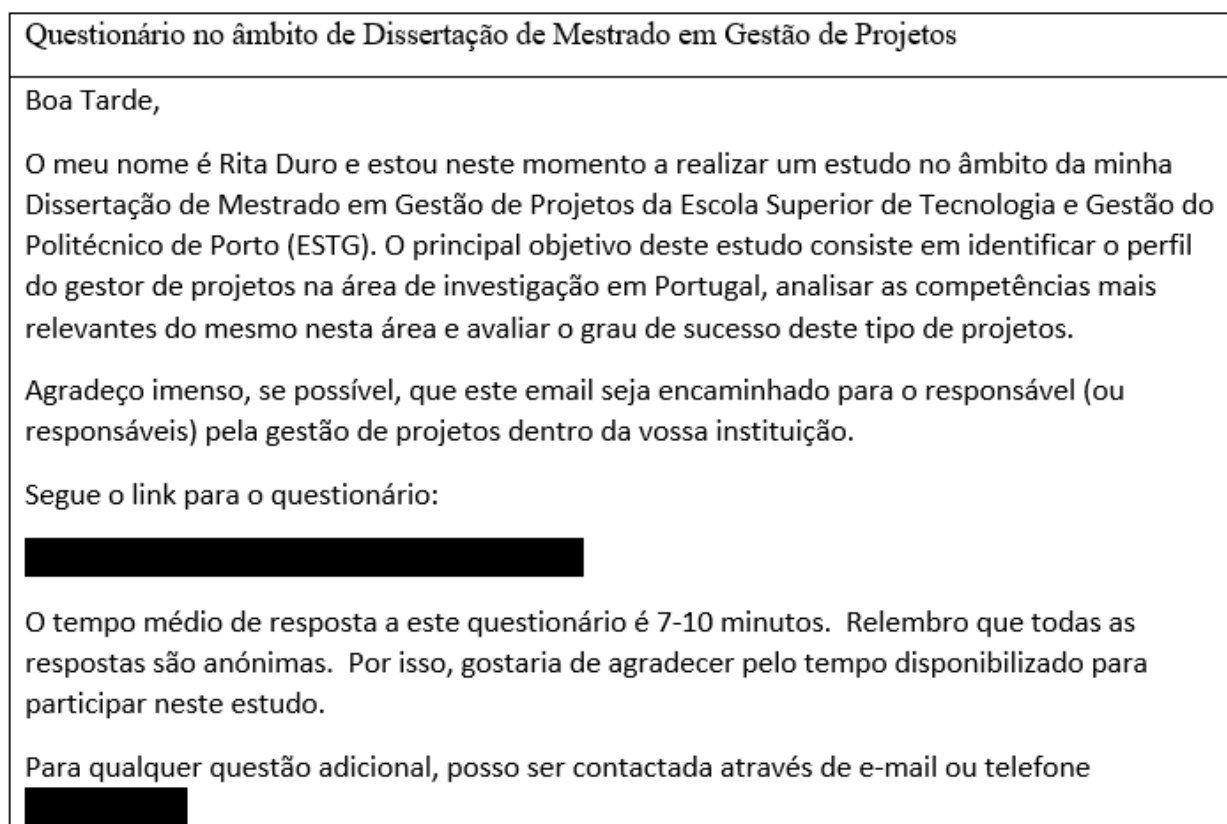 Questionário no âmbito de Dissertação de Mestrado em Gestão de Projetos
Boa Tarde,
O meu nome é Rita Duro e estou neste momento a realizar um estudo no âmbito da minha
Dissertação de Mestrado em Gestão de Projetos da Escola Superior de Tecnologia e Gestão do
Politécnico de Porto (ESTG). O principal objetivo deste estudo consiste em identificar o perfil
do gestor de projetos na área de investigação em Portugal, analisar as competências mais
relevantes do mesmo nesta área e avaliar o grau de sucesso deste tipo de projetos.
Agradeço imenso, se possível, que este email seja encaminhado para o responsável (ou
responsáveis) pela gestão de projetos dentro da vossa instituição.
Segue o link para o questionário:
O tempo médio de resposta a este questionário é 7-10 minutos.  Relembro que todas as
respostas são anónimas.  Por isso, gostaria de agradecer pelo tempo disponibilizado para
participar neste estudo.
Para qualquer questão adicional, posso ser contactada através de e-mail ou telefone